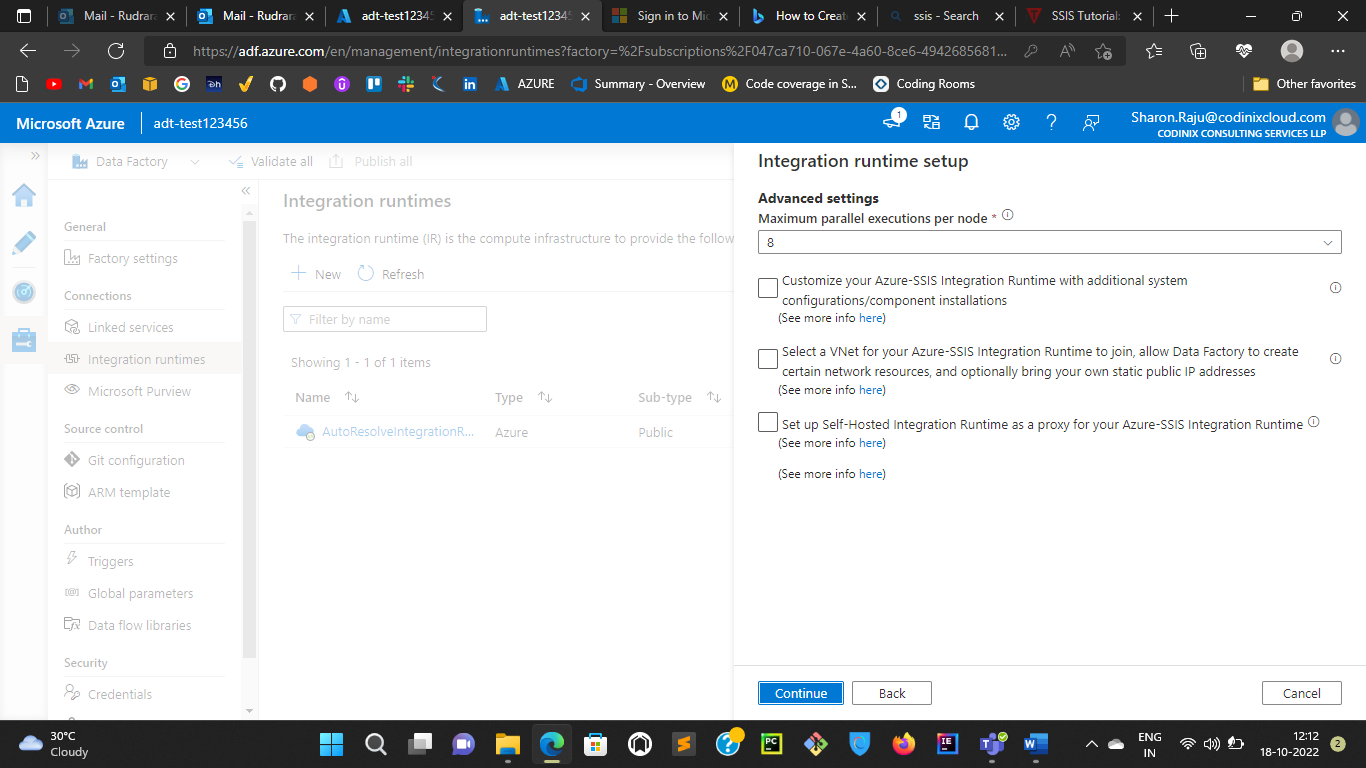 Mail - Rudrara
Mail - Rudrara
adt-test12345
adt-test12345
Sign in to Mic
How to Create
ssis - Search
SSIS Tutorial:
https://adf.azure.com/en/management/integrationruntimes?factory=%2Fsubscriptions%2F047ca710-067e-4a60-8ce6-4942685681...
AZURE
Summary - Overview
Code coverage in S...
Coding Rooms
Other favorites
Microsoft Azure
adt-test123456
1
Sharon.Raju@codinixcloud.com
CODINIX CONSULTING SERVICES LLP
Data Factory
Validate all
Publish all
General
Factory settings
Connections
Linked services
Integration runtimes
Microsoft Purview
Source control
Git configuration
ARM template
Author
Triggers
Global parameters
Data flow libraries
Security
Credentials
Integration runtimes
The integration runtime (IR) is the compute infrastructure to provide the follow
New
Refresh
Filter by name
Showing 1 - 1 of 1 items
Name
Type
Sub-type
AutoResolveIntegrationR...
Azure
Public
Integration runtime setup
Advanced settings
Maximum parallel executions per node *
8
Customize your Azure-SSIS Integration Runtime with additional system
configurations/component installations
(See more info here)
Select a VNet for your Azure-SSIS Integration Runtime to join, allow Data Factory to create
certain network resources, and optionally bring your own static public IP addresses
(See more info here)
Set up Self-Hosted Integration Runtime as a proxy for your Azure-SSIS Integration Runtime
(See more info here)
(See more info here)
Continue
Back
Cancel
30°C
Cloudy
ENG
IN
12:12
18-10-2022
2